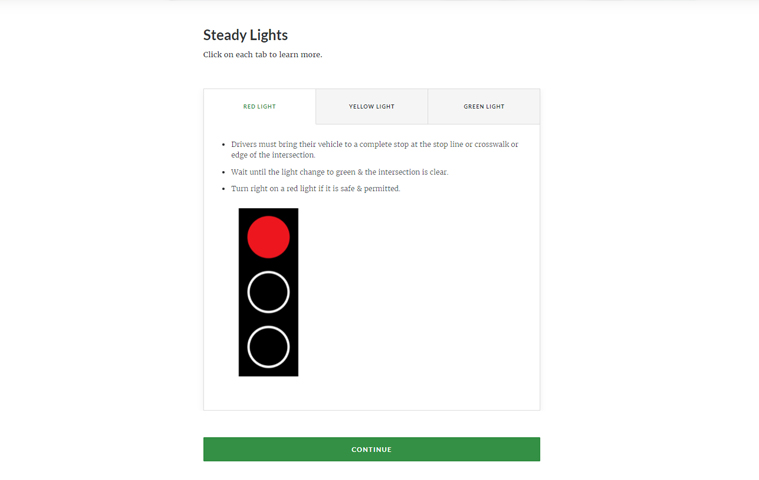 Steady Lights
Click on each tab to learn more.
RED LIGHT
YELLOW LIGHT
GREEN LIGHT
Drivers must bring their vehicle to a complete stop at the stop line or crosswalk or
edge of the intersection.
Wait until the light change to green & the intersection is clear.
Turn right on a red light if it is safe & permitted.
CONTINUE